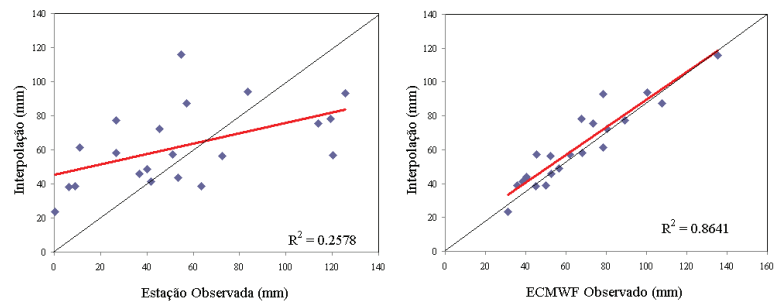 140
120
100
80
60
40
20
0
Interpolação (mm)
R² = 0.2578
0 20 40 60 80 100 120 140
Estação Observada (mm)
140
120
100
80
60
40
20
0
Interpolação (mm)
R² = 0.8641
0 20 40 60 80 100 120 140 160
ECMWF Observado (mm)